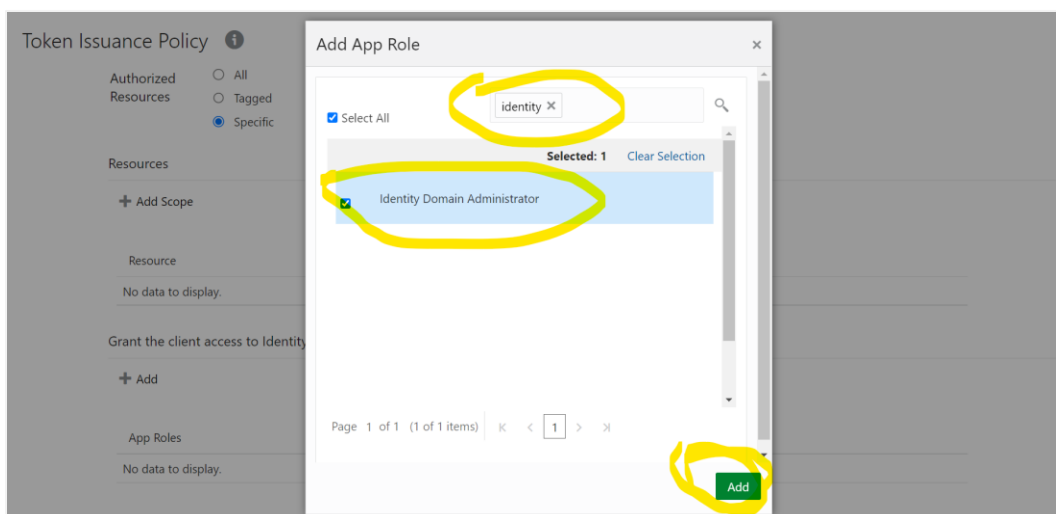 Token Issuance Policy
Authorized Resources
All
Tagged
Specific
Resources
Add Scope
Resource
No data to display.
Grant the client access to Identity
Add
App Roles
No data to display.
Add App Role
×
Select All
identity ×
Selected: 1 Clear Selection
Identity Domain Administrator
Page 1 of 1 (1 of 1 items) 1
Add